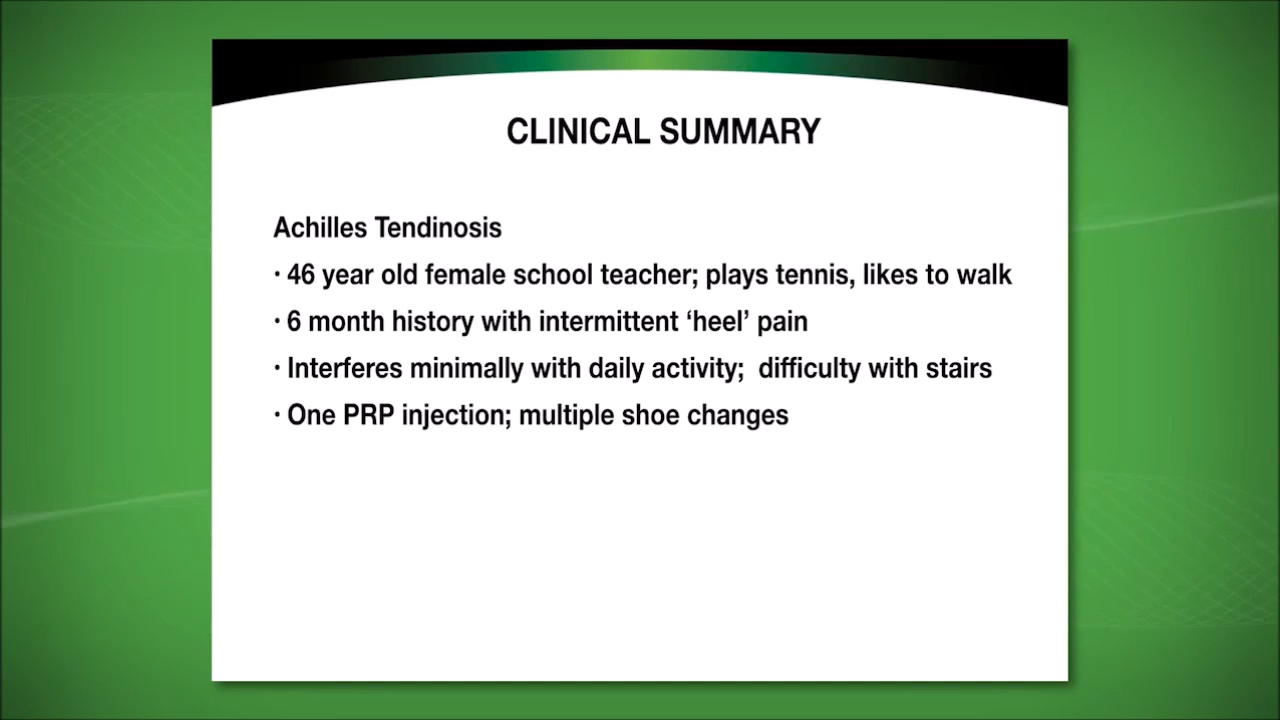 CLINICAL SUMMARY
Achilles Tendinosis
· 46 year old female school teacher; plays tennis, likes to walk
· 6 month history with intermittent ‘heel’ pain
· Interferes minimally with daily activity;  difficulty with stairs
· One PRP injection; multiple shoe changes